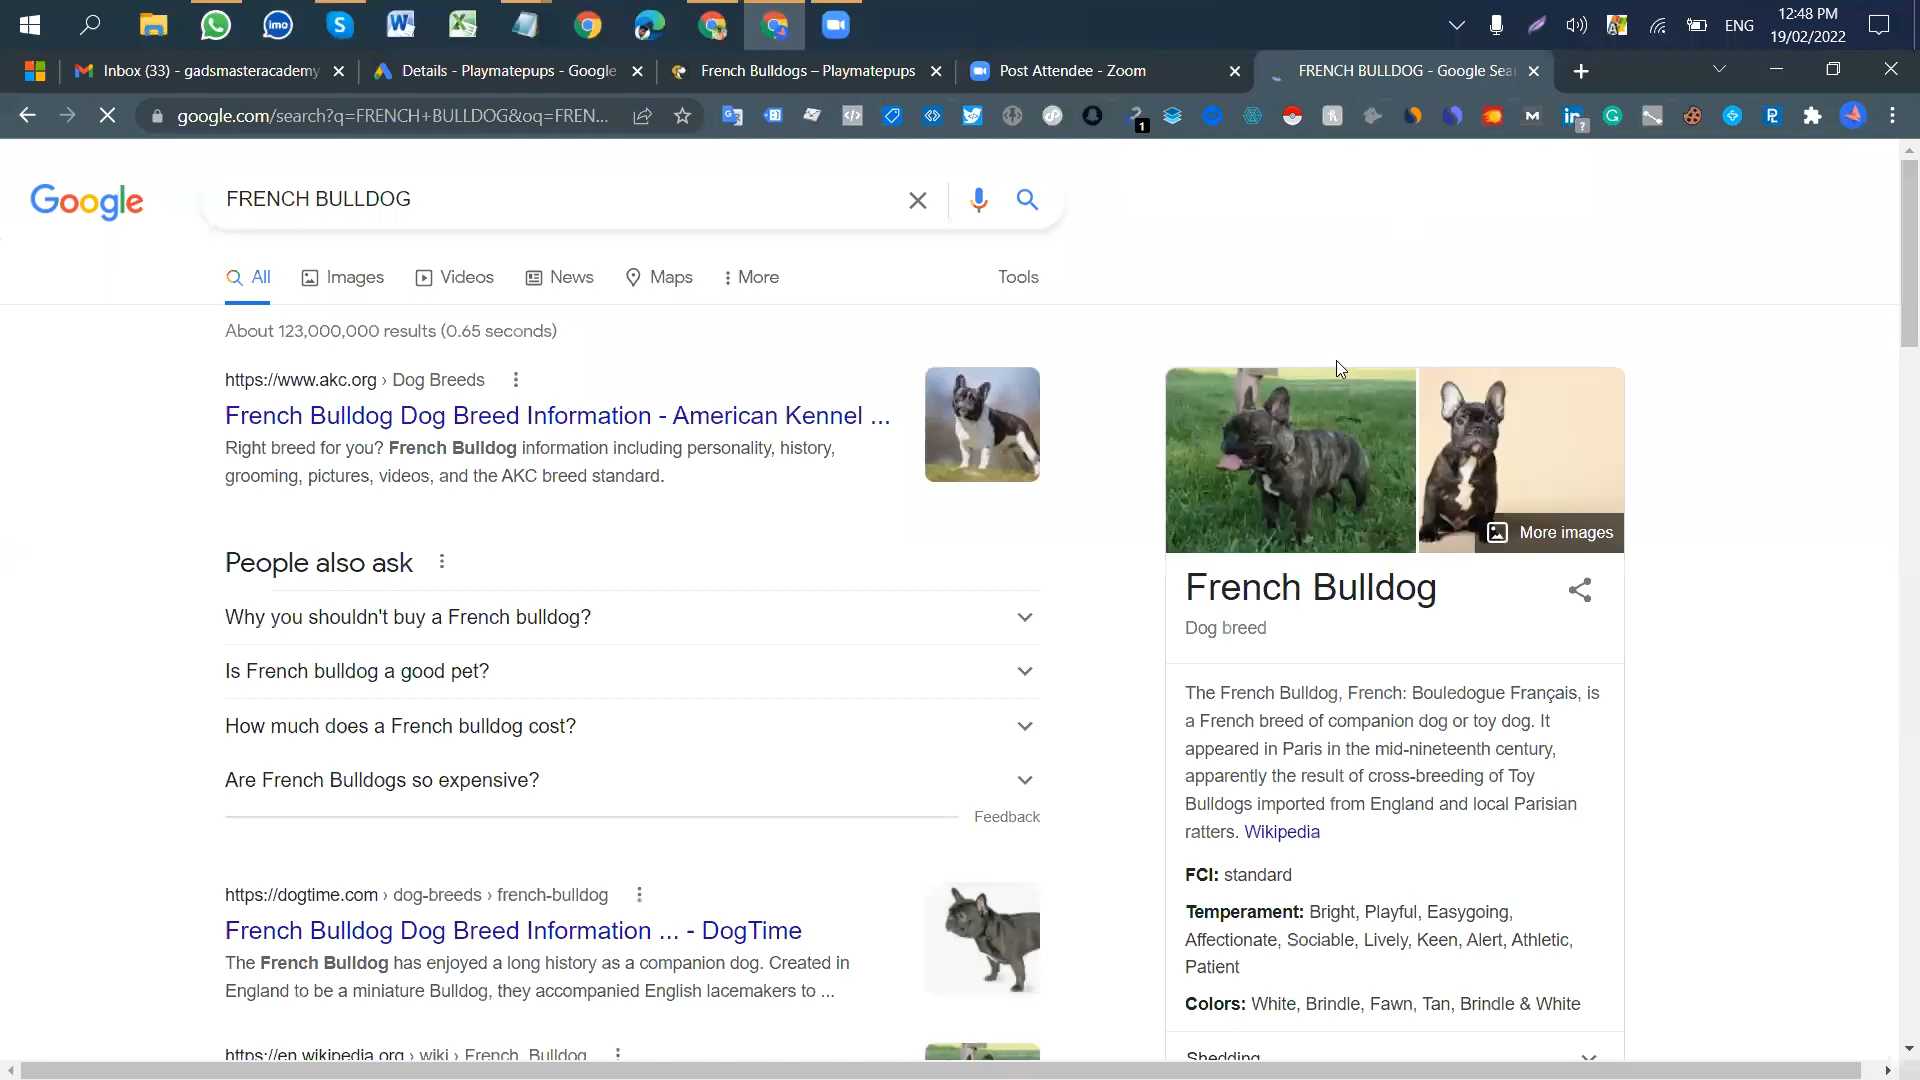 imo
ENG
12:48 PM
19/02/2022
Inbox (33) - gadsmasteracademy
Details - Playmatepups - Google
French Bulldogs – Playmatepups
Post Attendee - Zoom
FRENCH BULLDOG - Google Sea
google.com/search?q=FRENCH+BULLDOG&oq=FREN...
1
Google
FRENCH BULLDOG
All
Images
Videos
News
Maps
More
Tools
About 123,000,000 results (0.65 seconds)
https://www.akc.org › Dog Breeds
French Bulldog Dog Breed Information - American Kennel ...
Right breed for you? French Bulldog information including personality, history,
grooming, pictures, videos, and the AKC breed standard.
People also ask
Why you shouldn't buy a French bulldog?
Is French bulldog a good pet?
How much does a French bulldog cost?
Are French Bulldogs so expensive?
Feedback
https://dogtime.com › dog-breeds › french-bulldog
French Bulldog Dog Breed Information ... - DogTime
The French Bulldog has enjoyed a long history as a companion dog. Created in
England to be a miniature Bulldog, they accompanied English lacemakers to ...
https://en.wikipedia.org › wiki › French_Bulldog
More images
French Bulldog
Dog breed
The French Bulldog, French: Bouledogue Français, is
a French breed of companion dog or toy dog. It
appeared in Paris in the mid-nineteenth century,
apparently the result of cross-breeding of Toy
Bulldogs imported from England and local Parisian
ratters. Wikipedia
FCI: standard
Temperament: Bright, Playful, Easygoing,
Affectionate, Sociable, Lively, Keen, Alert, Athletic,
Patient
Colors: White, Brindle, Fawn, Tan, Brindle & White
Shedding